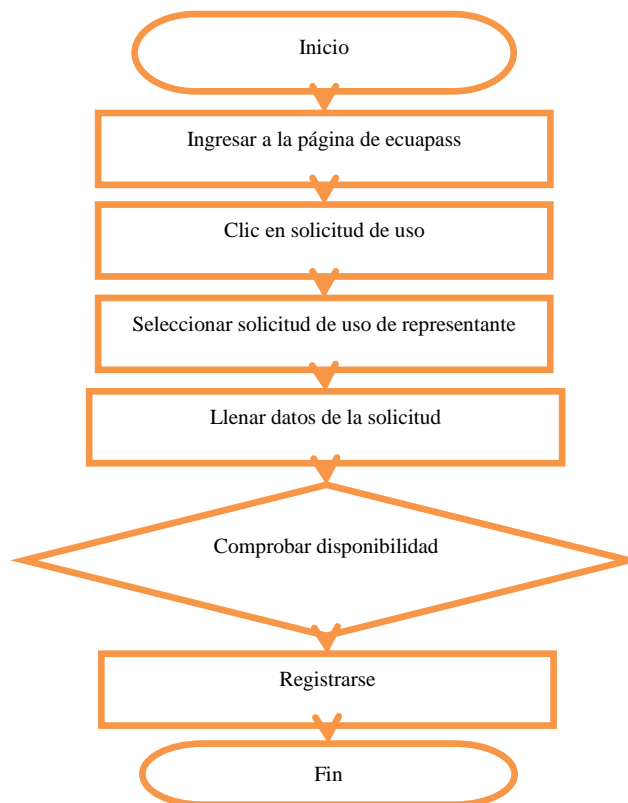 Inicio
Ingresar a la página de ecuapass
Clic en solicitud de uso
Seleccionar solicitud de uso de representante
Llenar datos de la solicitud
Comprobar disponibilidad
Registrarse
Fin